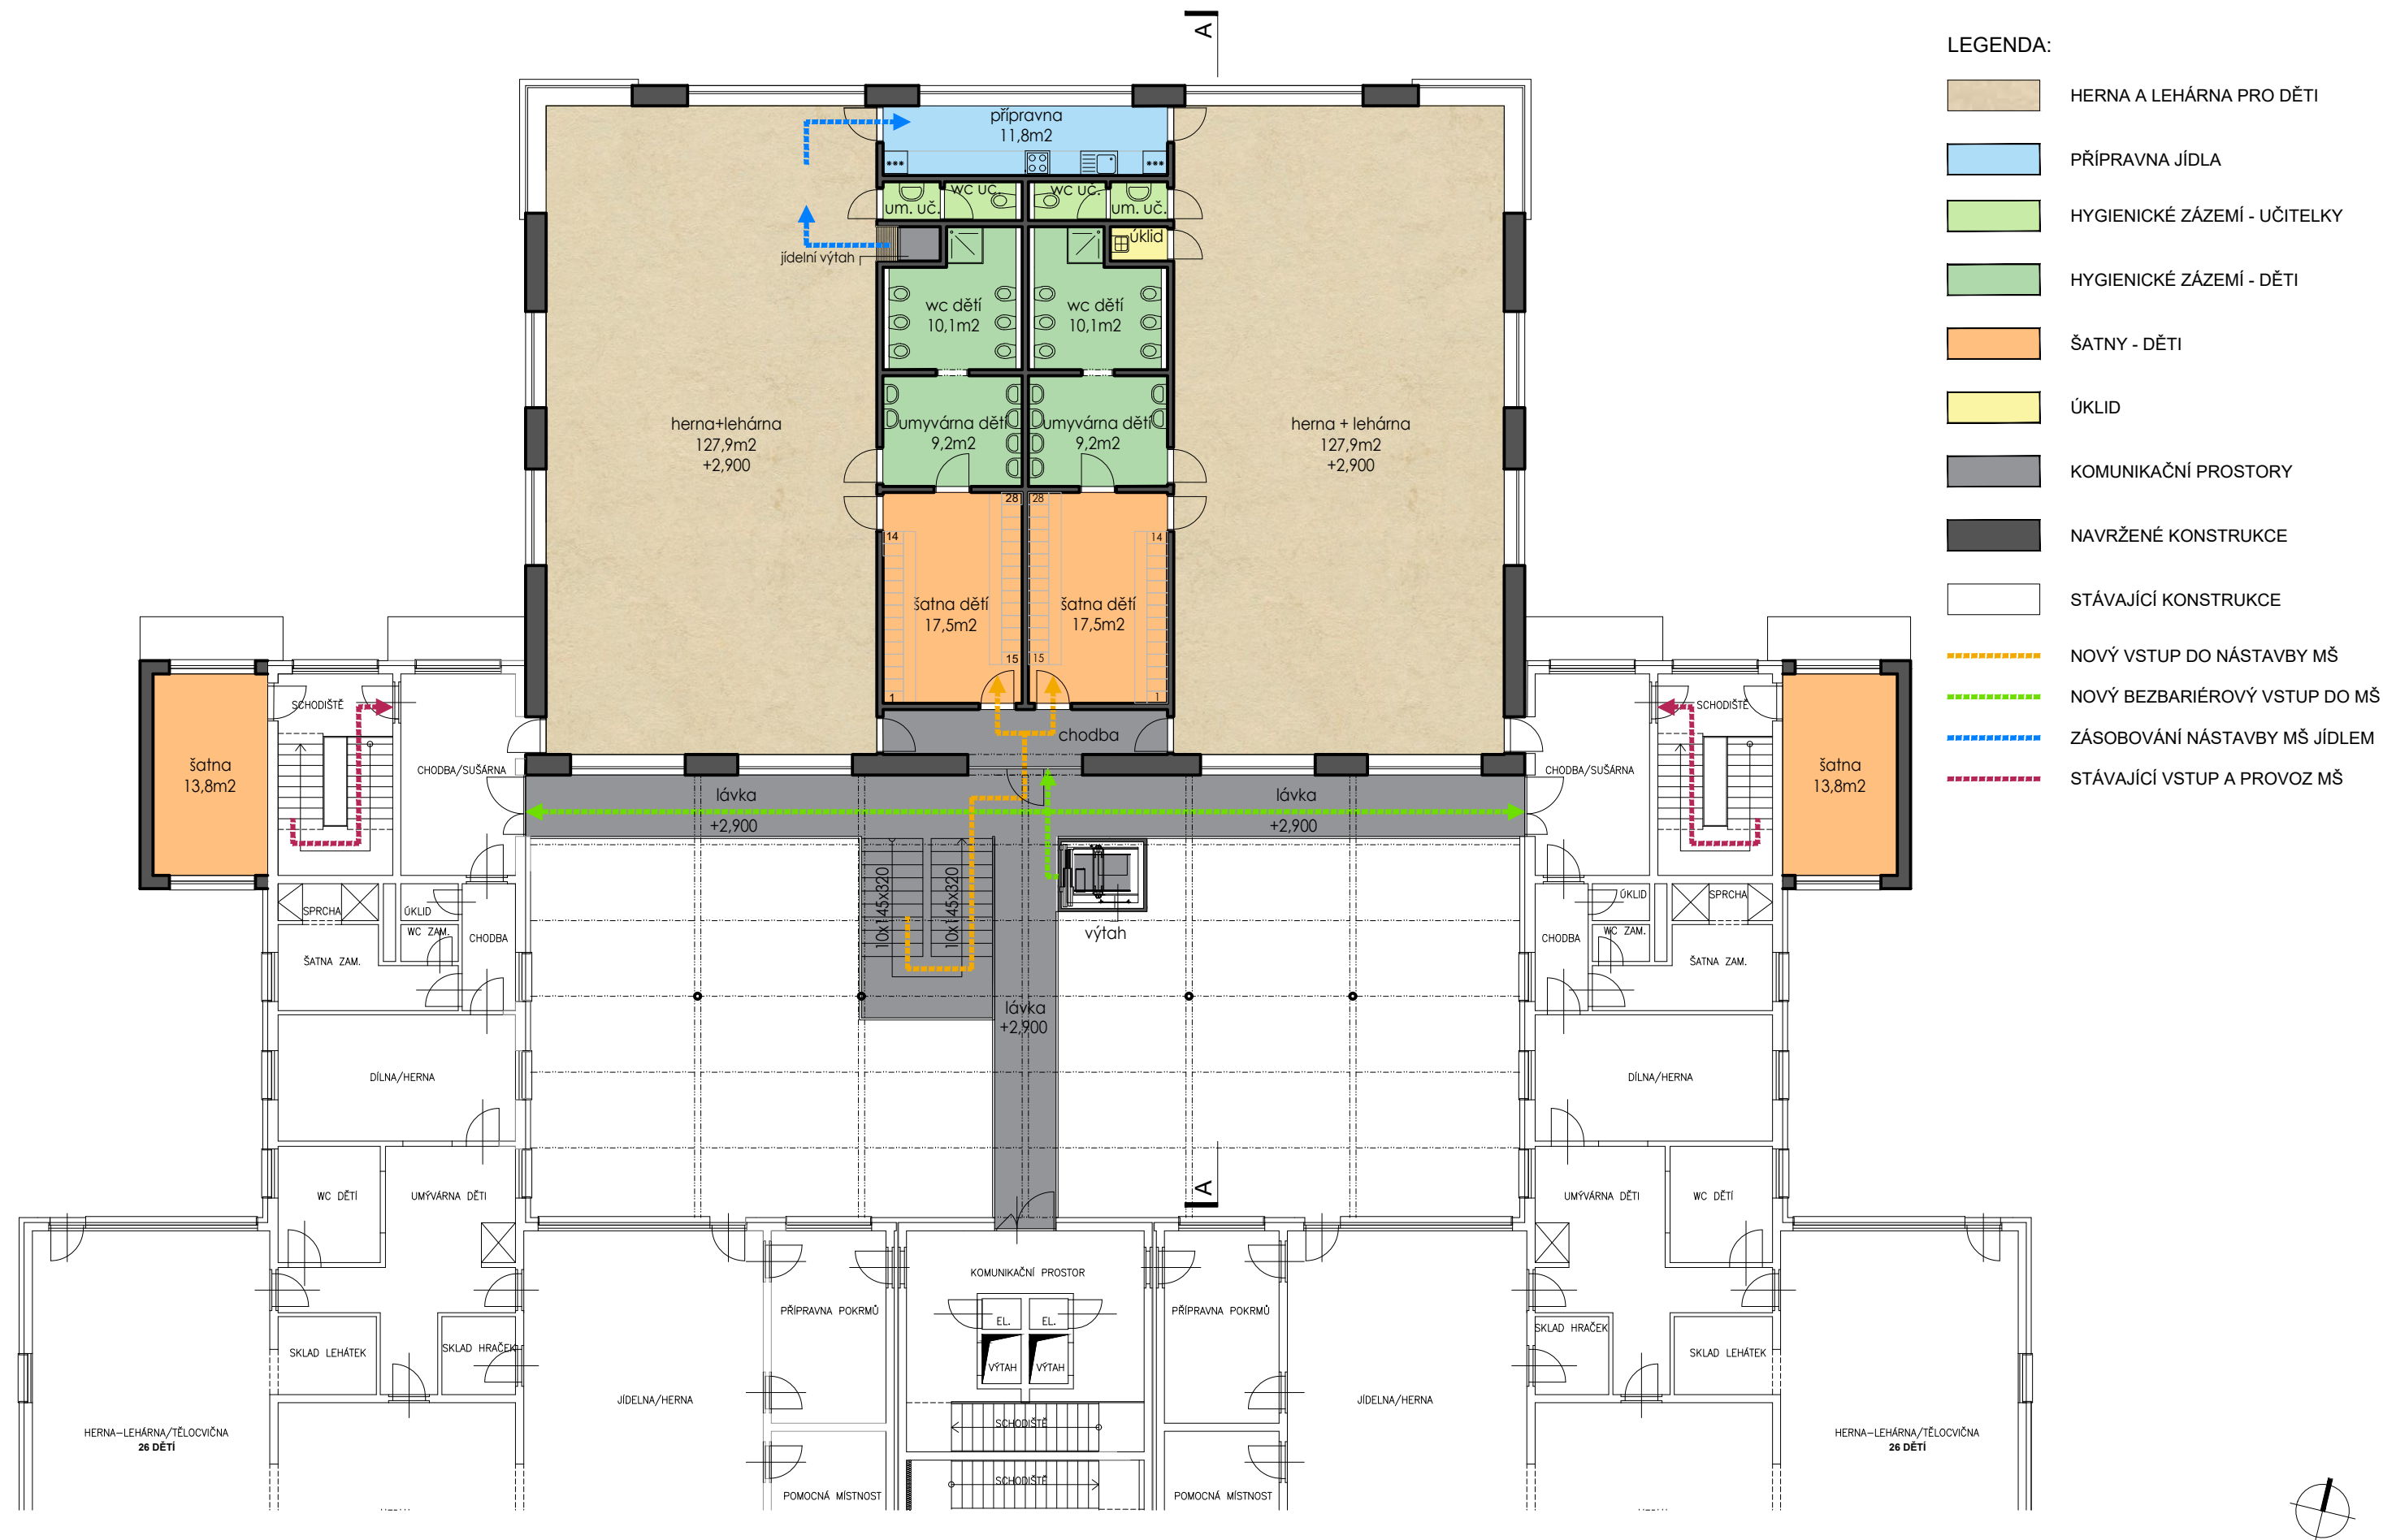 A
LEGENDA:
HERNA A LEHÁRNA PRO DĚTI
PŘÍPRAVNA JÍDLA
HYGIENICKÉ ZÁZEMÍ - UČITELKY
HYGIENICKÉ ZÁZEMÍ - DĚTI
ŠATNY - DĚTI
ÚKLID
KOMUNIKAČNÍ PROSTORY
NAVRŽENÉ KONSTRUKCE
STÁVAJÍCÍ KONSTRUKCE
NOVÝ VSTUP DO NÁSTAVBY MŠ
NOVÝ BEZBARIÉROVÝ VSTUP DO MŠ
ZÁSOBOVÁNÍ NÁSTAVBY MŠ JÍDLEM
STÁVAJÍCÍ VSTUP A PROVOZ MŠ
přípravna
11,8m2
wc uč.
wc uč.
um. uč.
um. uč.
úklid
jídelní výtah
wc dětí
10,1m2
wc dětí
10,1m2
herna+lehárna
127,9m2
+2,900
umyvárna dětí
9,2m2
umyvárna dětí
9,2m2
herna + lehárna
127,9m2
+2,900
28
28
14
14
šatna dětí
17,5m2
šatna dětí
17,5m2
15
15
1
1
chodba
SCHODIŠTĚ
SCHODIŠTĚ
šatna
13,8m2
CHODBA/SUŠÁRNA
CHODBA/SUŠÁRNA
šatna
13,8m2
lávka
+2,900
lávka
+2,900
10x145x320
10x145x320
výtah
SPRCHA
ÚKLID
WC ZAM.
CHODBA
ŠATNA ZAM.
ÚKLID
SPRCHA
WC ZAM.
CHODBA
ŠATNA ZAM.
lávka
+2,900
DÍLNA/HERNA
DÍLNA/HERNA
A
WC DĚTÍ
UMÝVÁRNA DĚTI
UMÝVÁRNA DĚTI
WC DĚTÍ
KOMUNIKAČNÍ PROSTOR
PŘÍPRAVNA POKRMŮ
PŘÍPRAVNA POKRMŮ
EL.
EL.
VÝTAH
VÝTAH
SKLAD LEHÁTEK
SKLAD HRAČEK
SKLAD HRAČEK
SKLAD LEHÁTEK
JÍDELNA/HERNA
JÍDELNA/HERNA
SCHODIŠTĚ
HERNA-LEHÁRNA/TĚLOCVIČNA
26 DĚTÍ
HERNA-LEHÁRNA/TĚLOCVIČNA
26 DĚTÍ
SCHODIŠTĚ
POMOCNÁ MÍSTNOST
POMOCNÁ MÍSTNOST